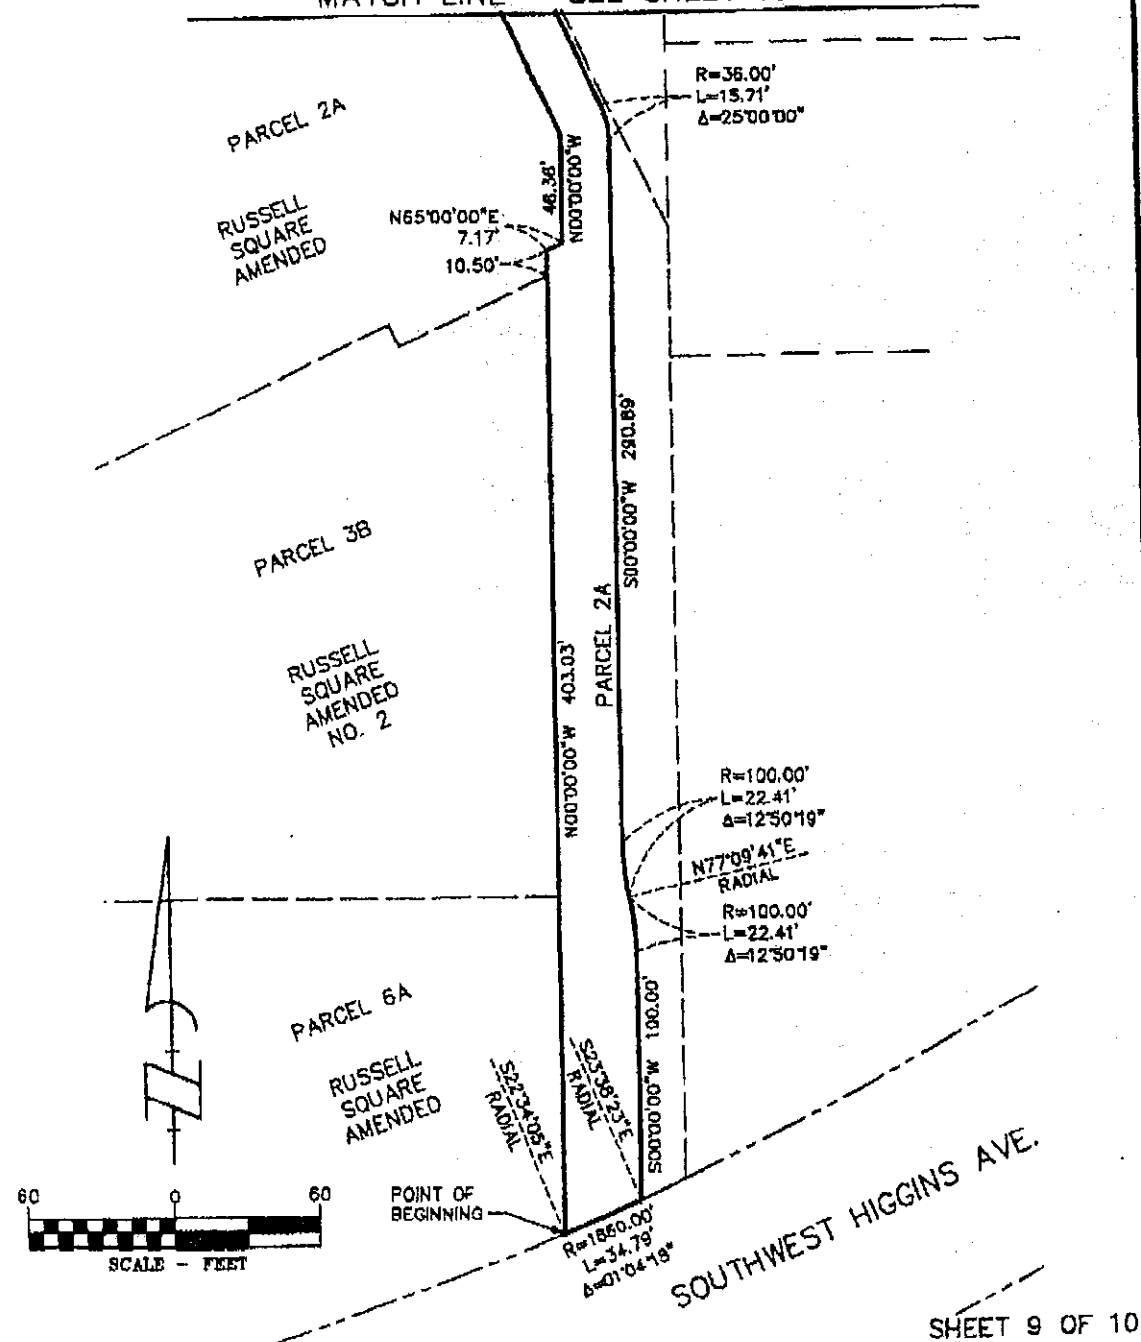 MATCH LINE
R=36.00'
L=15.71'
Δ=25°00'00"
PARCEL 2A
RUSSELL
SQUARE
AMENDED
46.36'
N00°00'00"W
N65°00'00"E
7.17'
10.50'
S00°00'00"W 290.89'
PARCEL 3B
RUSSELL
SQUARE
AMENDED
NO. 2
PARCEL 2A
N00°00'00"W 403.03'
R=100.00'
L=22.41'
Δ=12°50'19"
N77°09'41"E
RADIAL
R=100.00'
L=22.41'
Δ=12°50'19"
PARCEL 6A
RUSSELL
SQUARE
AMENDED
S22°34'05"E
RADIAL
S23°38'23"E
RADIAL
S00°00'00"W 100.00'
60 0 60
SCALE - FEET
POINT OF
BEGINNING
R=1860.00'
L=34.79'
Δ=01°04'18"
SOUTHWEST HIGGINS AVE.
SHEET 9 OF 10